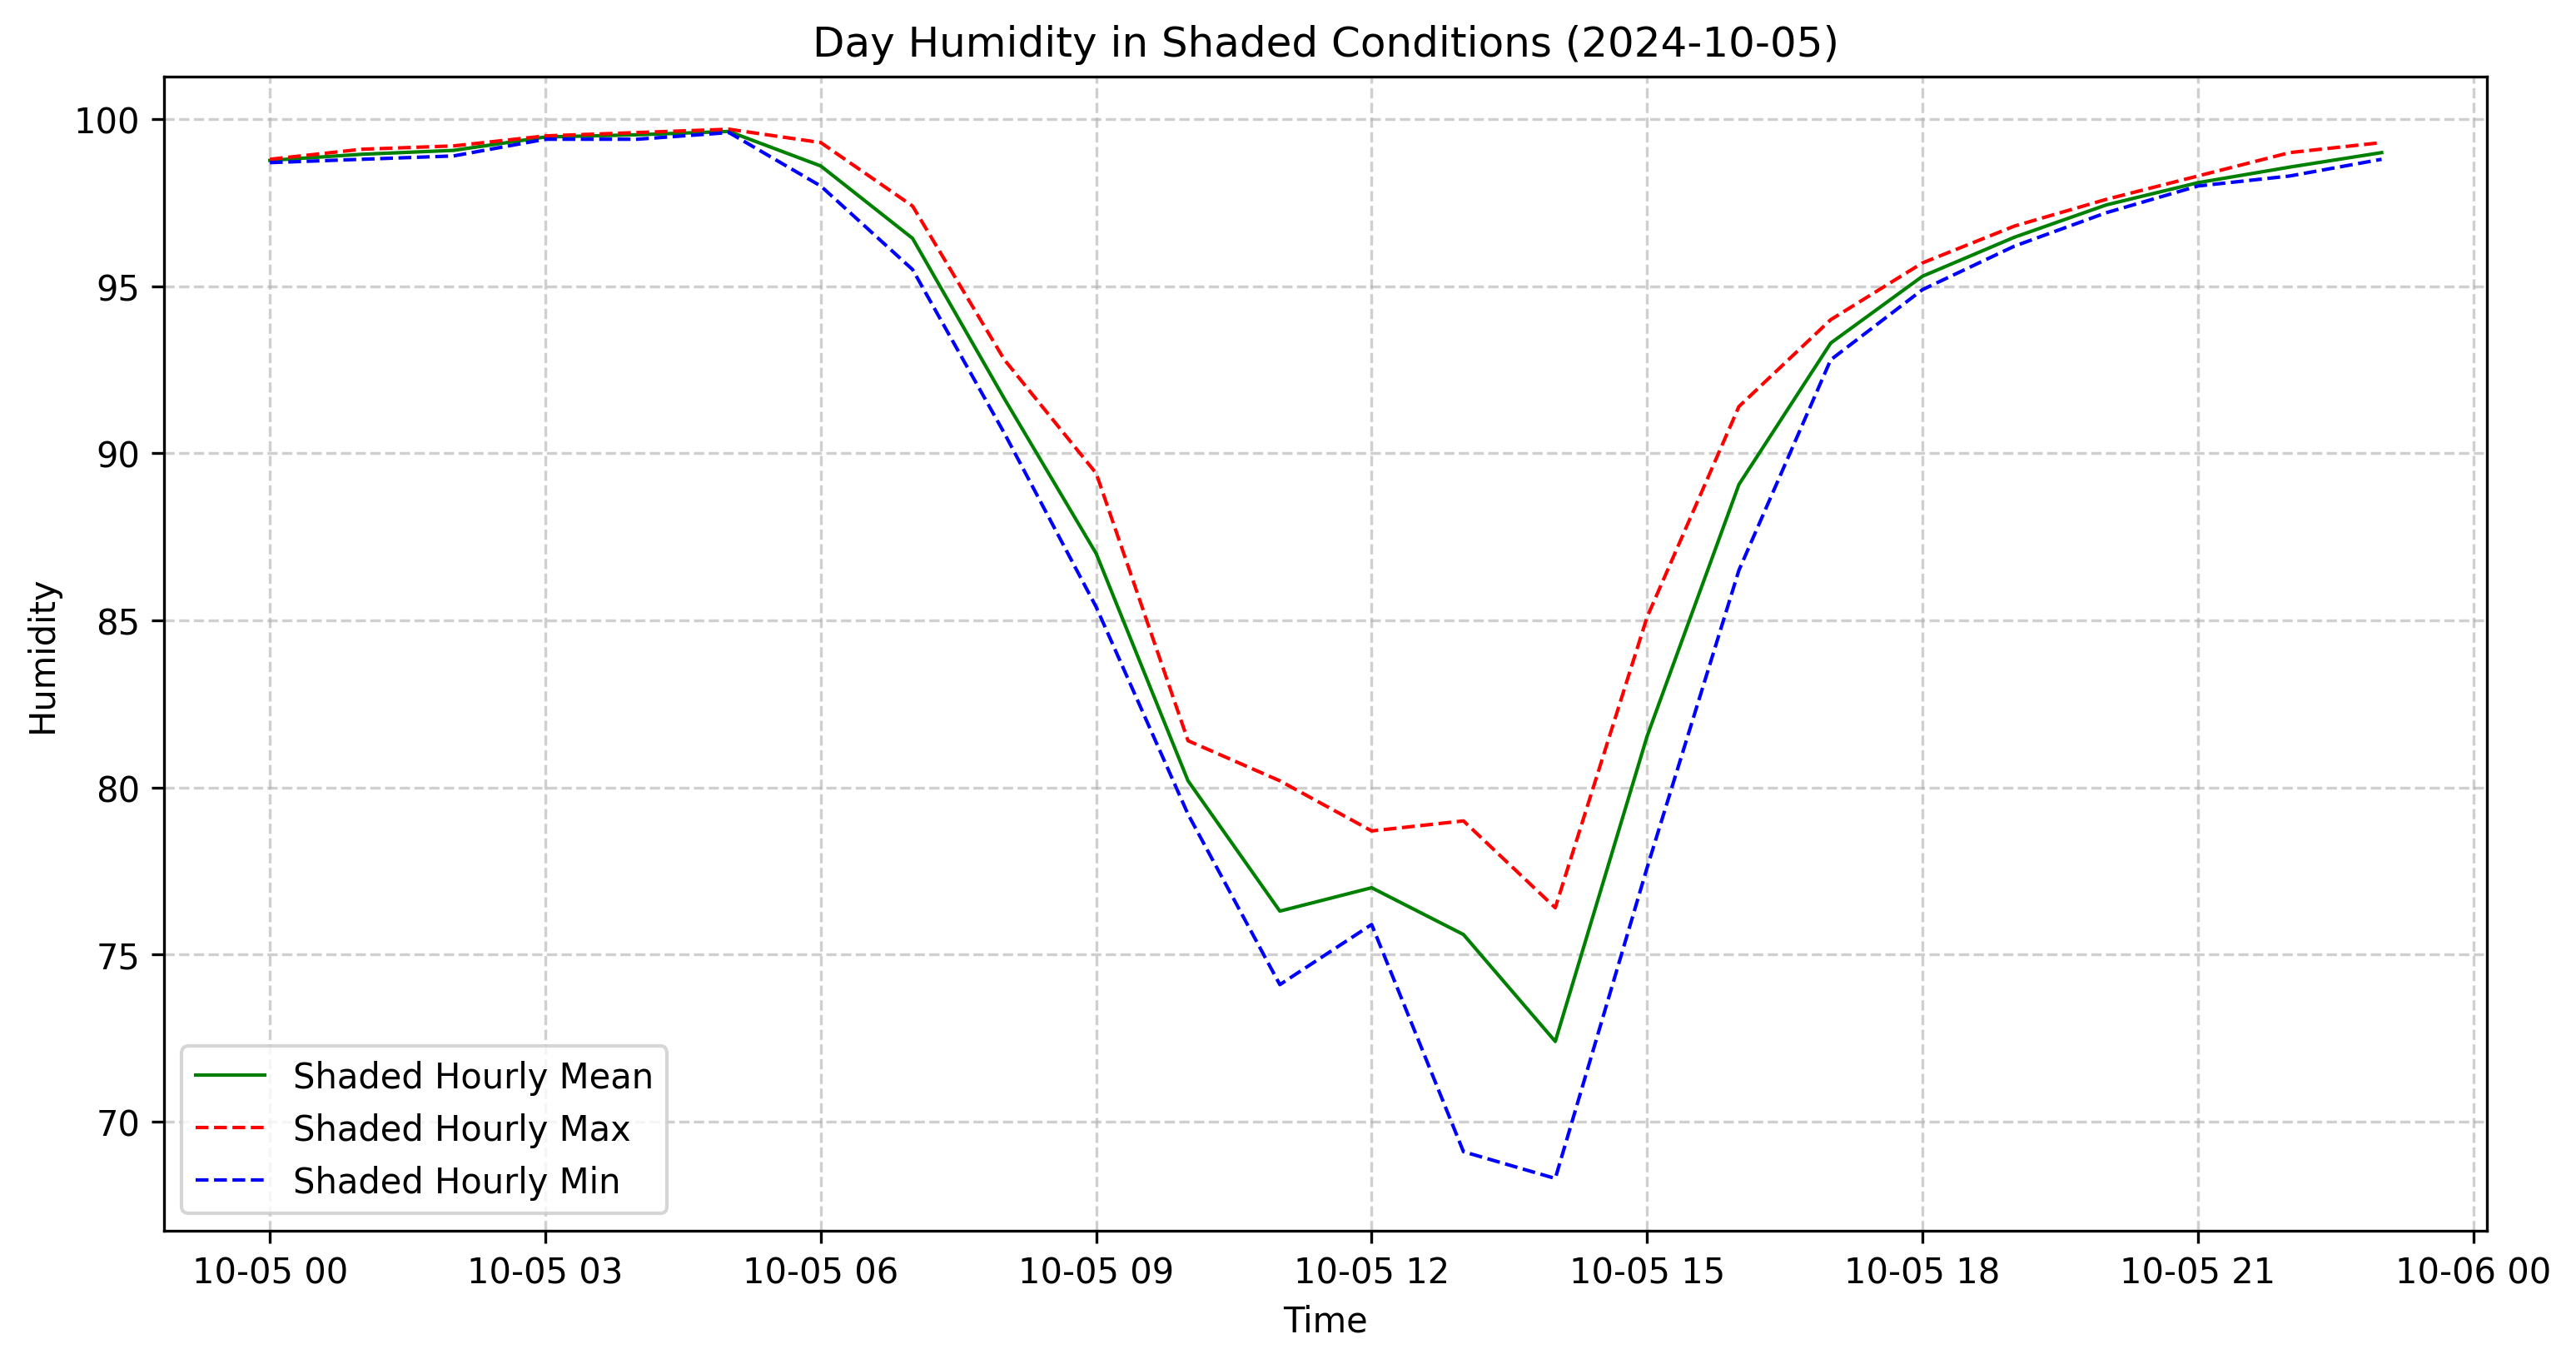 Day Humidity in Shaded Conditions (2024-10-05)
100
95
90
85
80
75
70
Humidity
Shaded Hourly Mean
Shaded Hourly Max
Shaded Hourly Min
10-05 00 10-05 03 10-05 06 10-05 09 10-05 12 10-05 15 10-05 18 10-05 21 10-06 00
Time